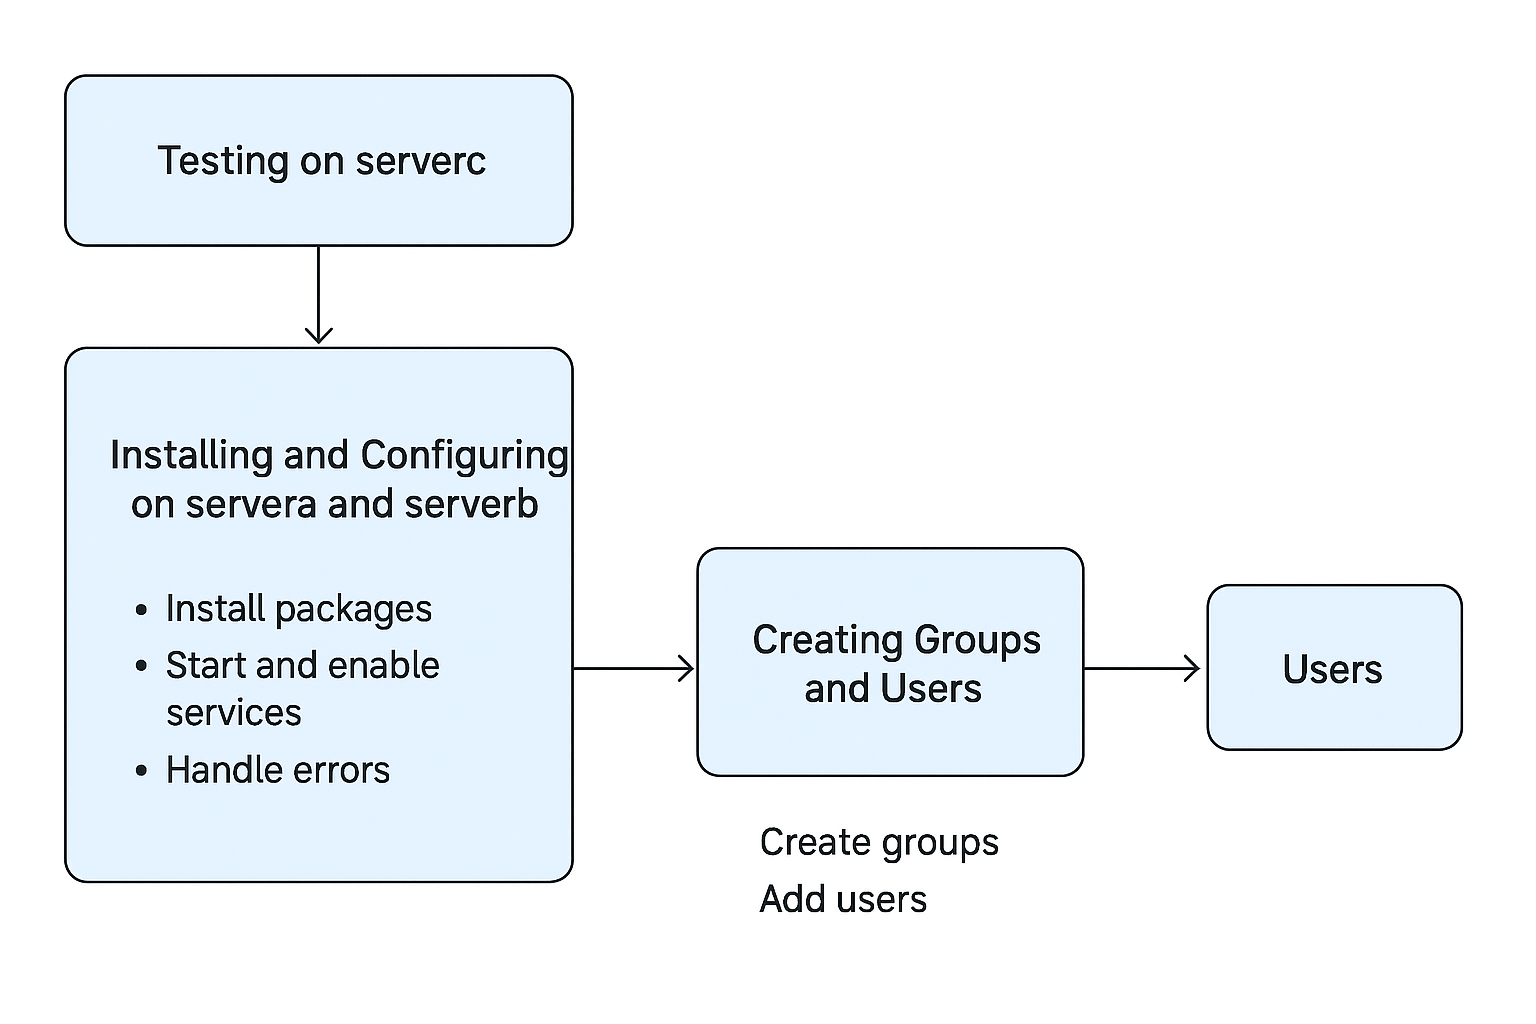 Testing on serverc
Installing and Configuring
on servera and serverb
• Install packages
• Start and enable
services
• Handle errors
Creating Groups
and Users
Create groups
Add users
Users